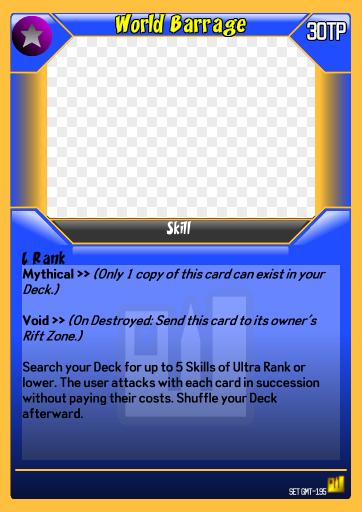 World Barrage
30TP
Skill
L Rank
Mythical >> (Only 1 copy of this card can exist in your
Deck.)
Void >> (On Destroyed: Send this card to its owner's
Rift Zone.)
Search your Deck for up to 5 Skills of Ultra Rank or
lower. The user attacks with each card in succession
without paying their costs. Shuffle your Deck
afterward.
SET GMT-195